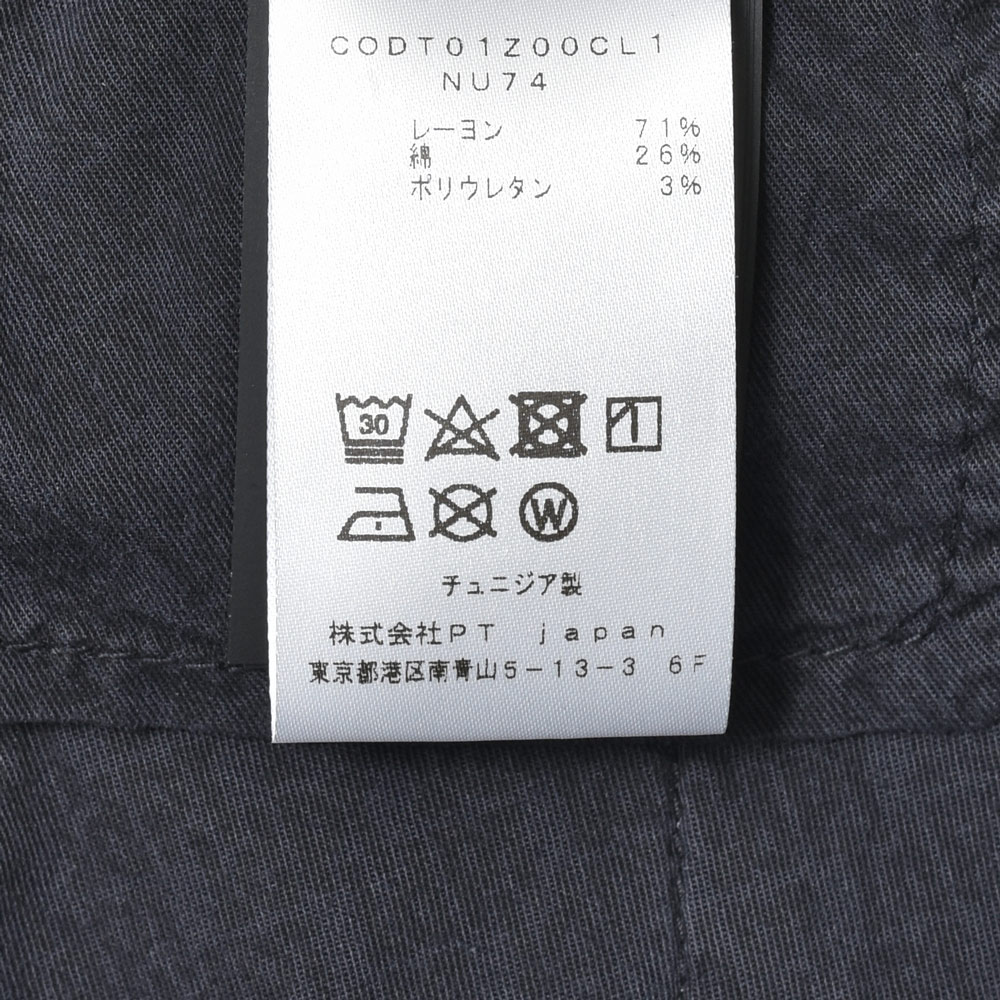 CODT01Z00CL1
NU74
レーヨン 71%
綿 26%
ポリウレタン 3%
30
W
チュニジア製
株式会社PT japan
東京都港区南青山5-13-3 6F